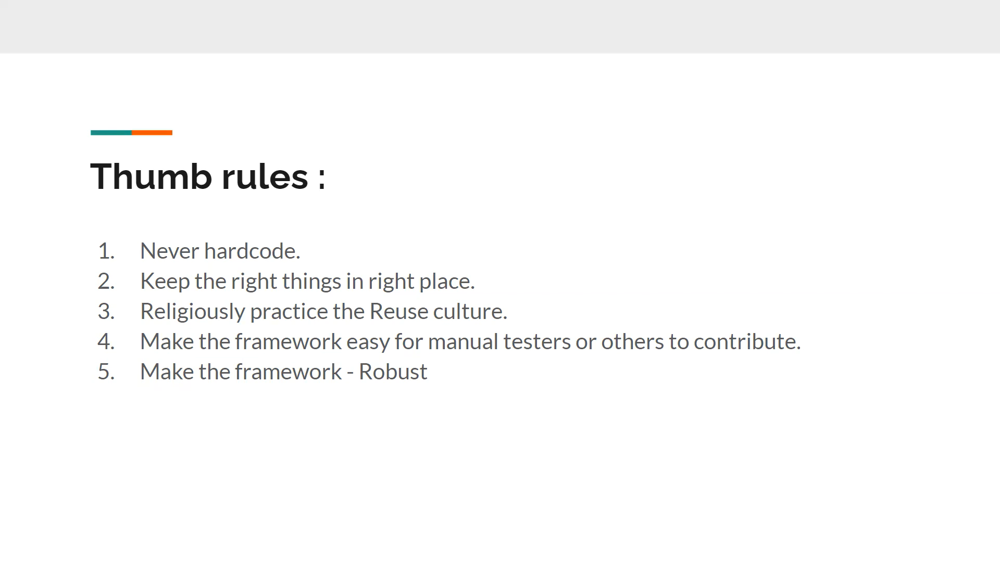 Thumb rules :
1. Never hardcode.
2. Keep the right things in right place.
3. Religiously practice the Reuse culture.
4. Make the framework easy for manual testers or others to contribute.
5. Make the framework - Robust